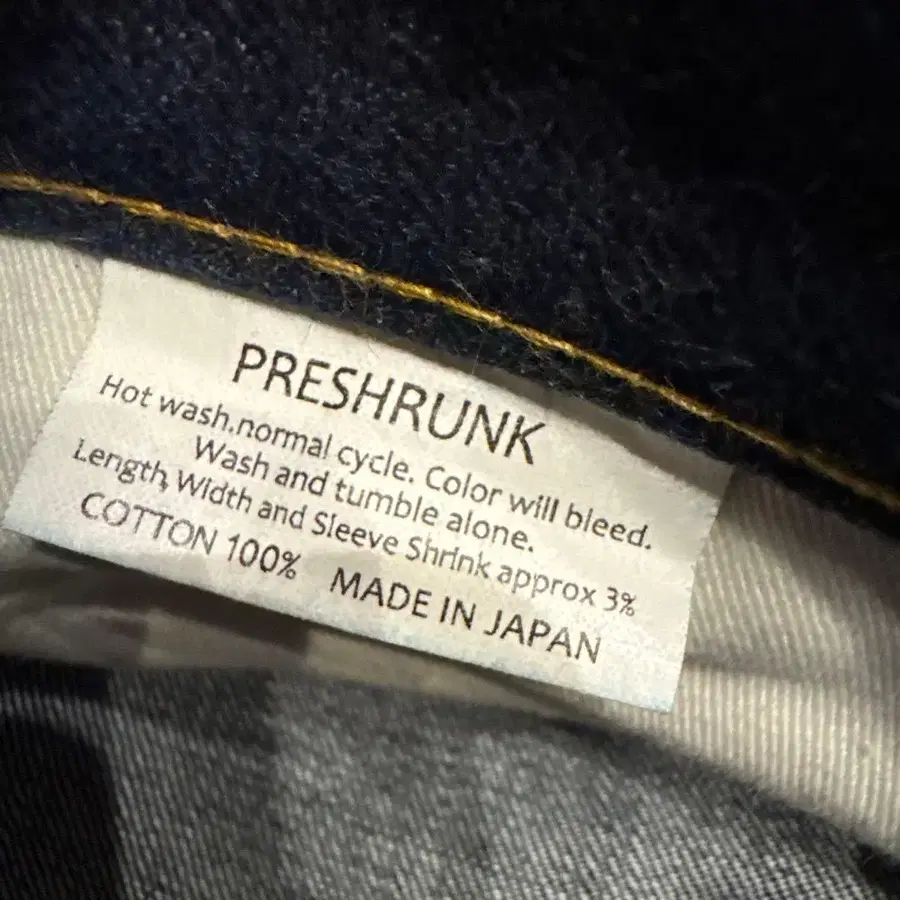 PRESHRUNK
Hot wash.normal cycle. Color will bleed.
Wash and tumble alone.
Length, Width and Sleeve Shrink approx 3%
COTTON 100% MADE IN JAPAN